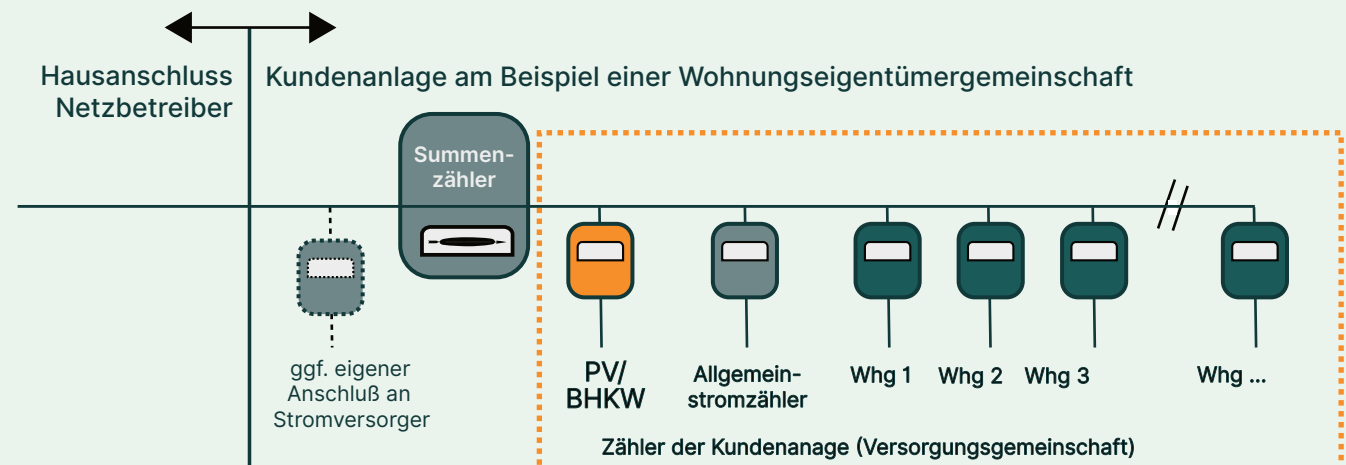 Hausanschluss
Netzbetreiber
Kundenanlage am Beispiel einer Wohnungseigentümergemeinschaft
Summen-
zähler
ggf. eigener
Anschluß an
Stromversorger
PV/
BHKW
Allgemein-
stromzähler
Whg 1
Whg 2
Whg 3
Whg ...
Zähler der Kundenanage (Versorgungsgemeinschaft)